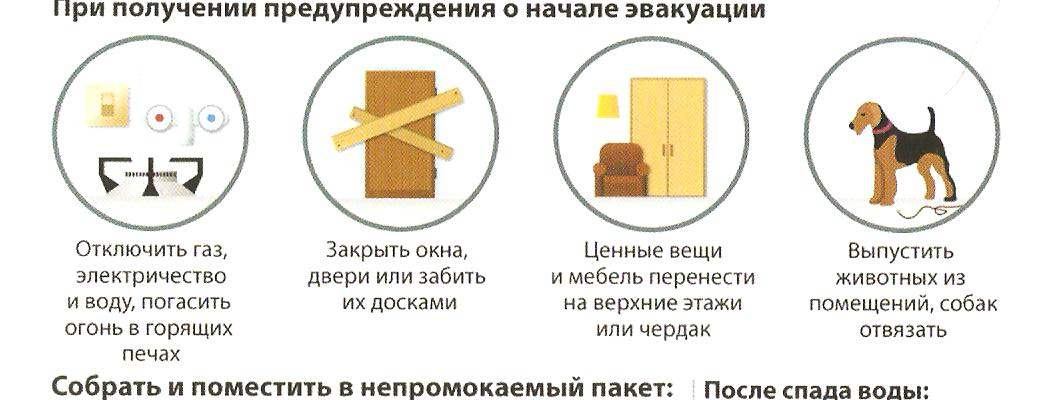 При получении предупреждения о начале эвакуации
Отключить газ,
электричество
и воду, погасить
огонь в горящих
печах
Закрыть окна,
двери или забить
их досками
Ценные вещи
и мебель перенести
на верхние этажи
или чердак
Выпустить
животных из
помещений, собак
отвязать
Собрать и поместить в непромокаемый пакет:
После спада воды: